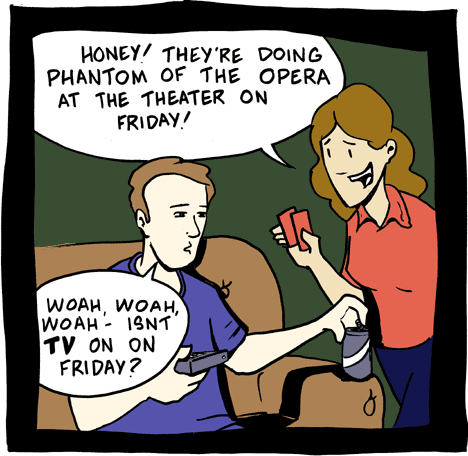 HONEY! THEY'RE DOING
PHANTOM OF THE OPERA
AT THE THEATER ON
FRIDAY!
WOAH, WOAH,
WOAH - ISNT
TV ON ON
FRIDAY?